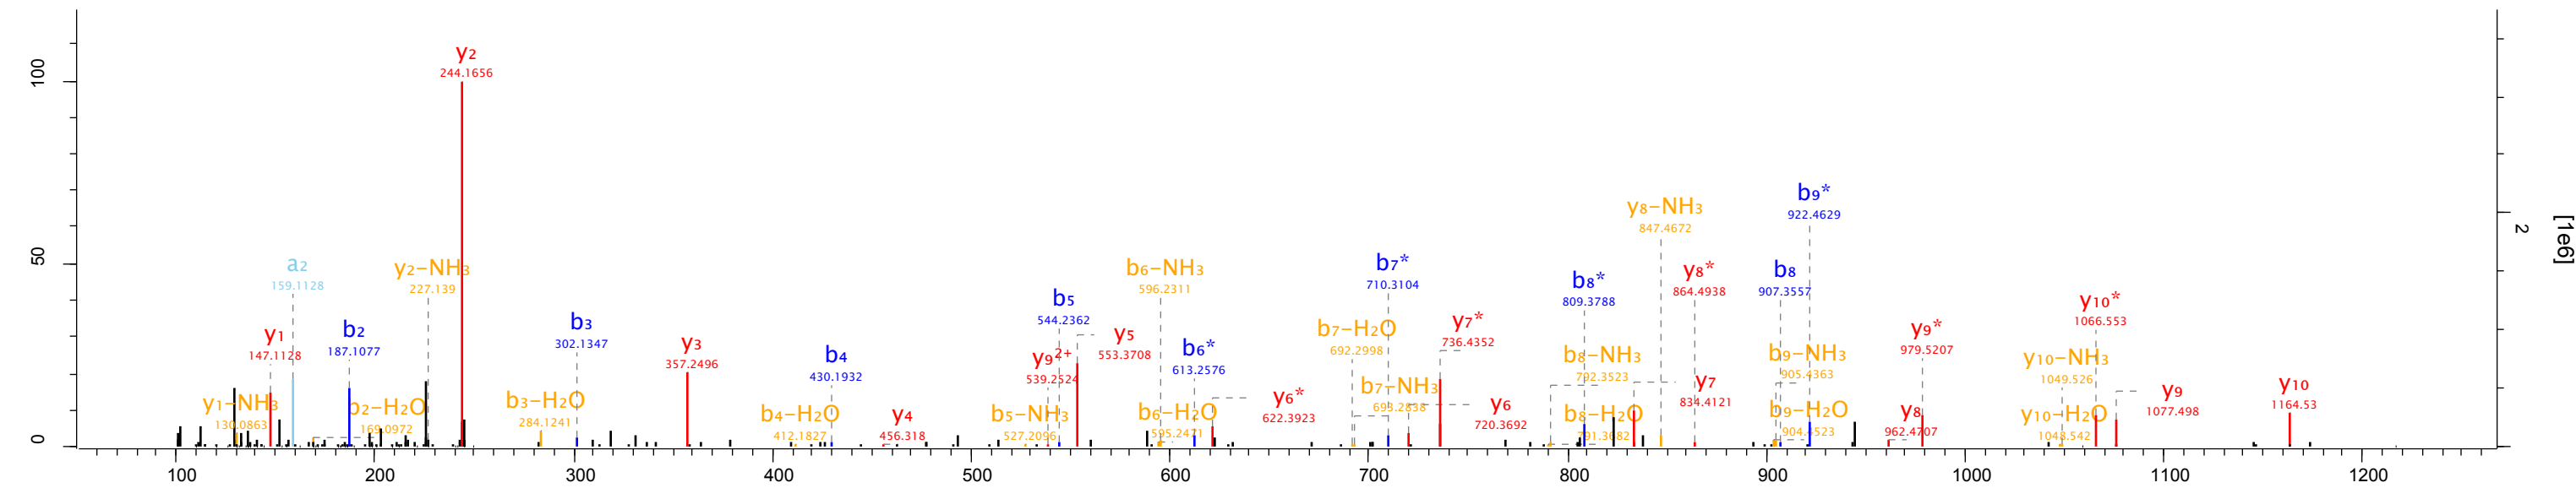 100
50
0
y1-NH3
130.0863
y1
147.1128
a2
159.1128
b2-H2O
169.0972
b2
187.1077
y2-NH3
227.139
y2
244.1656
b3-H2O
284.1241
b3
302.1347
y3
357.2496
b4-H2O
412.1827
b4
430.1932
y4
456.318
b5-NH3
527.2096
y9 2+
539.2524
b5
544.2362
y5
553.3708
b6-NH3
596.2311
b6-H2O
595.2471
b6*
613.2576
y6*
622.3923
b7-H2O
692.2998
b7-NH3
693.2838
b7*
710.3104
y7*
736.4352
y6
720.3692
b8-NH3
792.3523
b8-H2O
791.3682
b8*
809.3788
y8-NH3
847.4672
y8*
864.4938
y7
834.4121
b8
907.3557
b9*
922.4629
b9-NH3
905.4363
b9-H2O
904.4523
y8
962.4707
y9*
979.5207
y10-NH3
1049.526
y10-H2O
1048.542
y10*
1066.553
y9
1077.498
y10
1164.53
2
[1e6]
100 200 300 400 500 600 700 800 900 1000 1100 1200